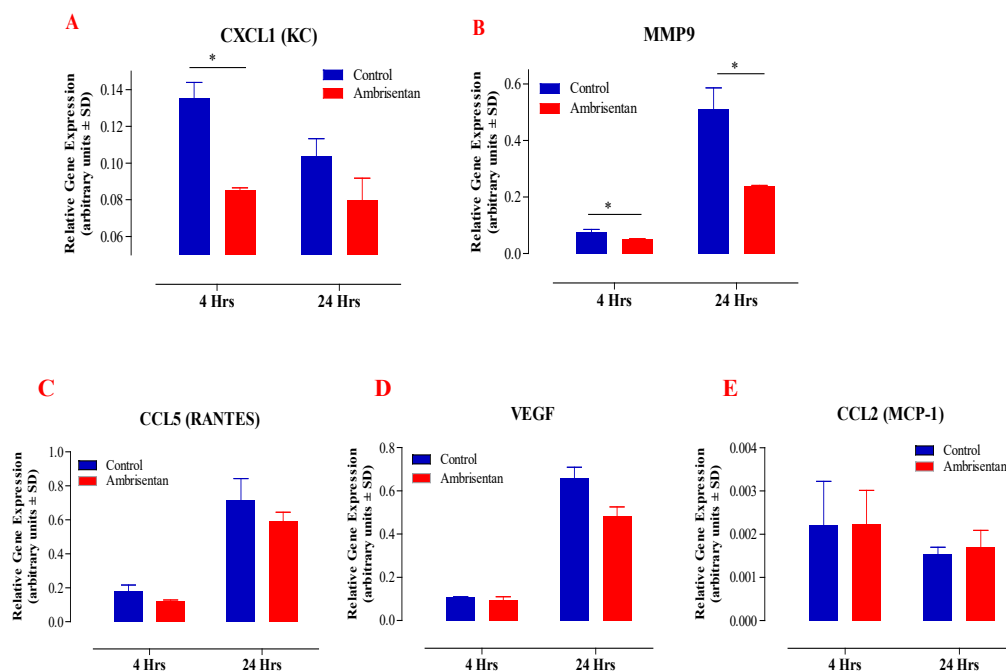 A
CXCL1 (KC)
Relative Gene Expression
(arbitrary units ± SD)
0.14
0.12
0.10
0.08
0.06
*
Control
Ambrisentan
4 Hrs
24 Hrs
B
MMP9
Relative Gene Expression
(arbitrary units ± SD)
0.6
0.4
0.2
0.0
Control
Ambrisentan
*
*
4 Hrs
24 Hrs
C
CCL5 (RANTES)
Relative Gene Expression
(arbitrary units ± SD)
1.0
0.8
0.6
0.4
0.2
0.0
Control
Ambrisentan
4 Hrs
24 Hrs
D
VEGF
Relative Gene Expression
(arbitrary units ± SD)
0.8
0.6
0.4
0.2
0.0
Control
Ambrisentan
4 Hrs
24 Hrs
E
CCL2 (MCP-1)
Relative Gene Expression
(arbitrary units ± SD)
0.004
0.003
0.002
0.001
0.000
Control
Ambrisentan
4 Hrs
24 Hrs